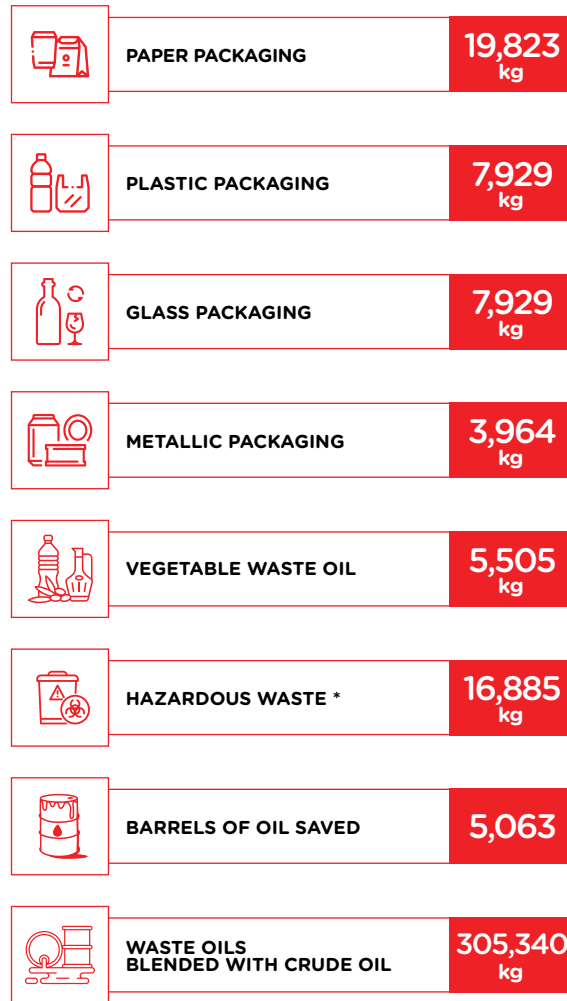 PAPER PACKAGING
19,823
kg
PLASTIC PACKAGING
7,929
kg
GLASS PACKAGING
7,929
kg
METALLIC PACKAGING
3,964
kg
VEGETABLE WASTE OIL
5,505
kg
HAZARDOUS WASTE *
16,885
kg
BARRELS OF OIL SAVED
5,063
WASTE OILS
BLENDED WITH CRUDE OIL
305,340
kg